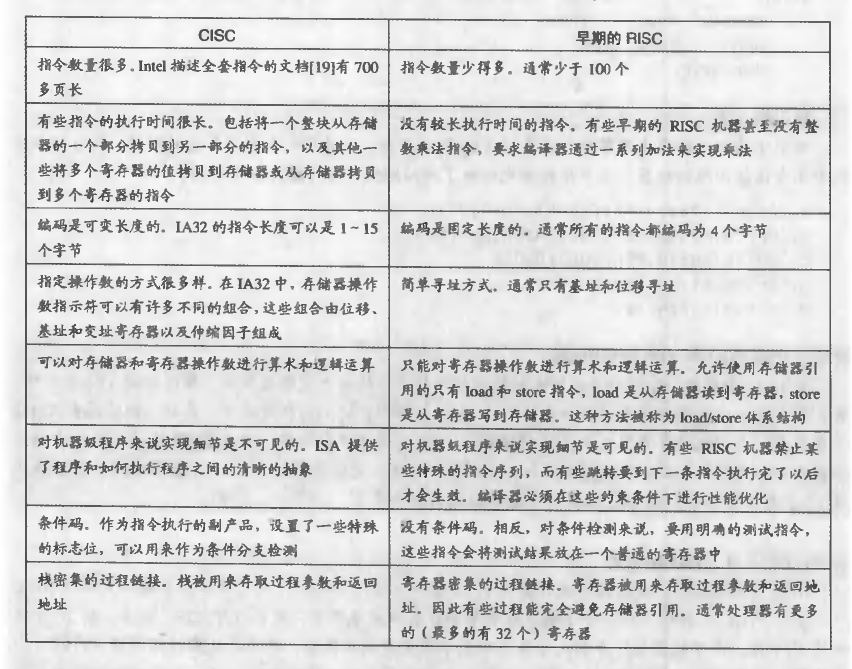 CISC
早期的 RISC
指令数量很多。Intel 描述全套指令的文档[19]有 700
多页长
指令数量少得多。通常少于 100 个
有些指令的执行时间很长。包括将一个整块从存储
器的一个部分拷贝到另一部分的指令，以及其他一
些将多个寄存器的值拷贝到存储器或从存储器拷贝
到多个寄存器的指令
没有较长执行时间的指令。有些早期的 RISC 机器甚至没有整
数乘法指令，要求编译器通过一系列加法来实现乘法
编码是可变长度的。IA32 的指令长度可以是 1~15
个字节
编码是固定长度的。通常所有的指令都编码为 4 个字节
指定操作数的方式很多样。在 IA32 中，存储器操作
数指示符可以有许多不同的组合，这些组合由位移、
基址和变址寄存器以及伸缩因子组成
简单寻址方式。通常只有基址和位移寻址
可以对存储器和寄存器操作数进行算术和逻辑运算
只能对寄存器操作数进行算术和逻辑运算。允许使用存储器引
用的只有 load 和 store 指令，load 是从存储器读到寄存器，store
是从寄存器写到存储器。这种方法被称为 load/store 体系结构
对机器级程序来说实现细节是不可见的。ISA 提供
了程序和如何执行程序之间的清晰的抽象
对机器级程序来说实现细节是可见的。有些 RISC 机器禁止某
些特殊的指令序列，而有些跳转要到下一条指令执行完了以后
才会生效。编译器必须在这些约束条件下进行性能优化
条件码。作为指令执行的副产品，设置了一些特殊
的标志位，可以用来作为条件分支检测
没有条件码。相反，对条件检测来说，要用明确的测试指令，
这些指令会将测试结果放在一个普通的寄存器中
栈密集的过程链接。栈被用来存取过程参数和返回
地址
寄存器密集的过程链接。寄存器被用来存取过程参数和返回地
址。因此有些过程能完全避免存储器引用。通常处理器有更多
的（最多的有 32 个）寄存器